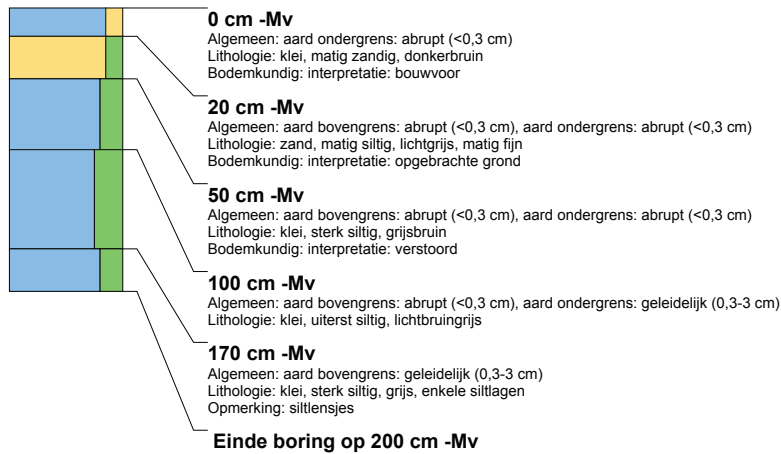 0 cm -Mv
Algemeen: aard ondergrens: abrupt (<0,3 cm)
Lithologie: klei, matig zandig, donkerbruin
Bodemkundig: interpretatie: bouwvoor
20 cm -Mv
Algemeen: aard bovengrens: abrupt (<0,3 cm), aard ondergrens: abrupt (<0,3 cm)
Lithologie: zand, matig siltig, lichtgrijs, matig fijn
Bodemkundig: interpretatie: opgebrachte grond
50 cm -Mv
Algemeen: aard bovengrens: abrupt (<0,3 cm), aard ondergrens: abrupt (<0,3 cm)
Lithologie: klei, sterk siltig, grijsbruin
Bodemkundig: interpretatie: verstoord
100 cm -Mv
Algemeen: aard bovengrens: abrupt (<0,3 cm), aard ondergrens: geleidelijk (0,3-3 cm)
Lithologie: klei, uiterst siltig, lichtbruingrijs
170 cm -Mv
Algemeen: aard bovengrens: geleidelijk (0,3-3 cm)
Lithologie: klei, sterk siltig, grijs, enkele siltlagen
Opmerking: siltlensjes
Einde boring op 200 cm -Mv